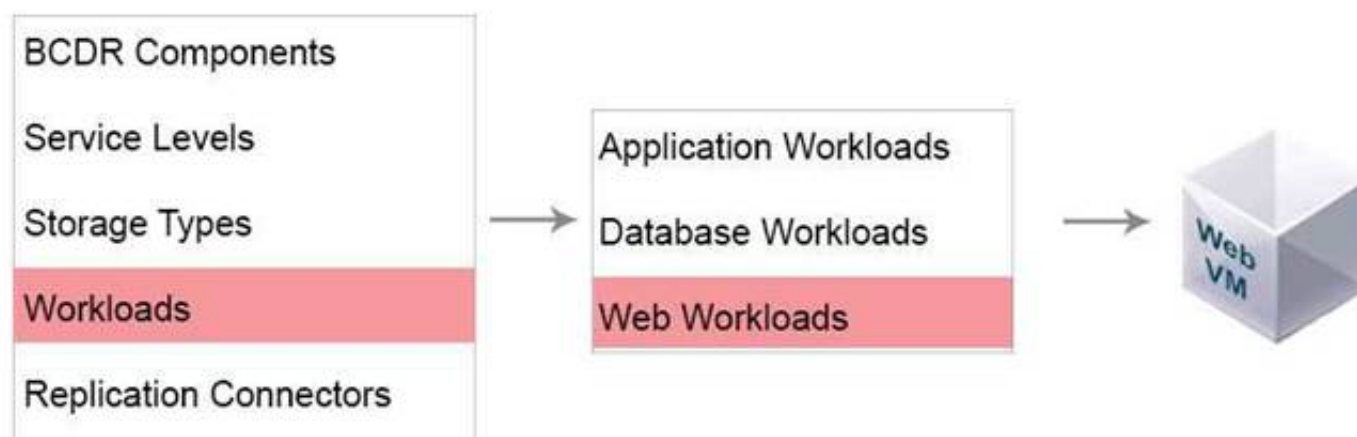 BCDR Components
Service Levels
Storage Types
Workloads
Replication Connectors
Application Workloads
Database Workloads
Web Workloads
Web
VM